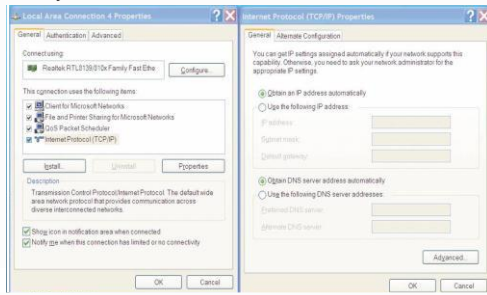 Local Area Connection 4 Properties
General Authentication Advanced
Connect using:
Realtek RTL8139/810x Family Fast Ethe
Configure...
This connection uses the following items:
Client for Microsoft Networks
File and Printer Sharing for Microsoft Networks
QoS Packet Scheduler
Internet Protocol (TCP/IP)
Install...
Uninstall
Properties
Description
Transmission Control Protocol/Internet Protocol. The default wide
area network protocol that provides communication across
diverse interconnected networks.
Show icon in notification area when connected
Notify me when this connection has limited or no connectivity
OK
Cancel
Internet Protocol (TCP/IP) Properties
General Alternate Configuration
You can get IP settings assigned automatically if your network supports this
capability. Otherwise, you need to ask your network administrator for the
appropriate IP settings.
Obtain an IP address automatically
Use the following IP address:
IP address:
Subnet mask:
Default gateway:
Obtain DNS server address automatically
Use the following DNS server addresses:
Preferred DNS server:
Alternate DNS server:
Advanced...
OK
Cancel